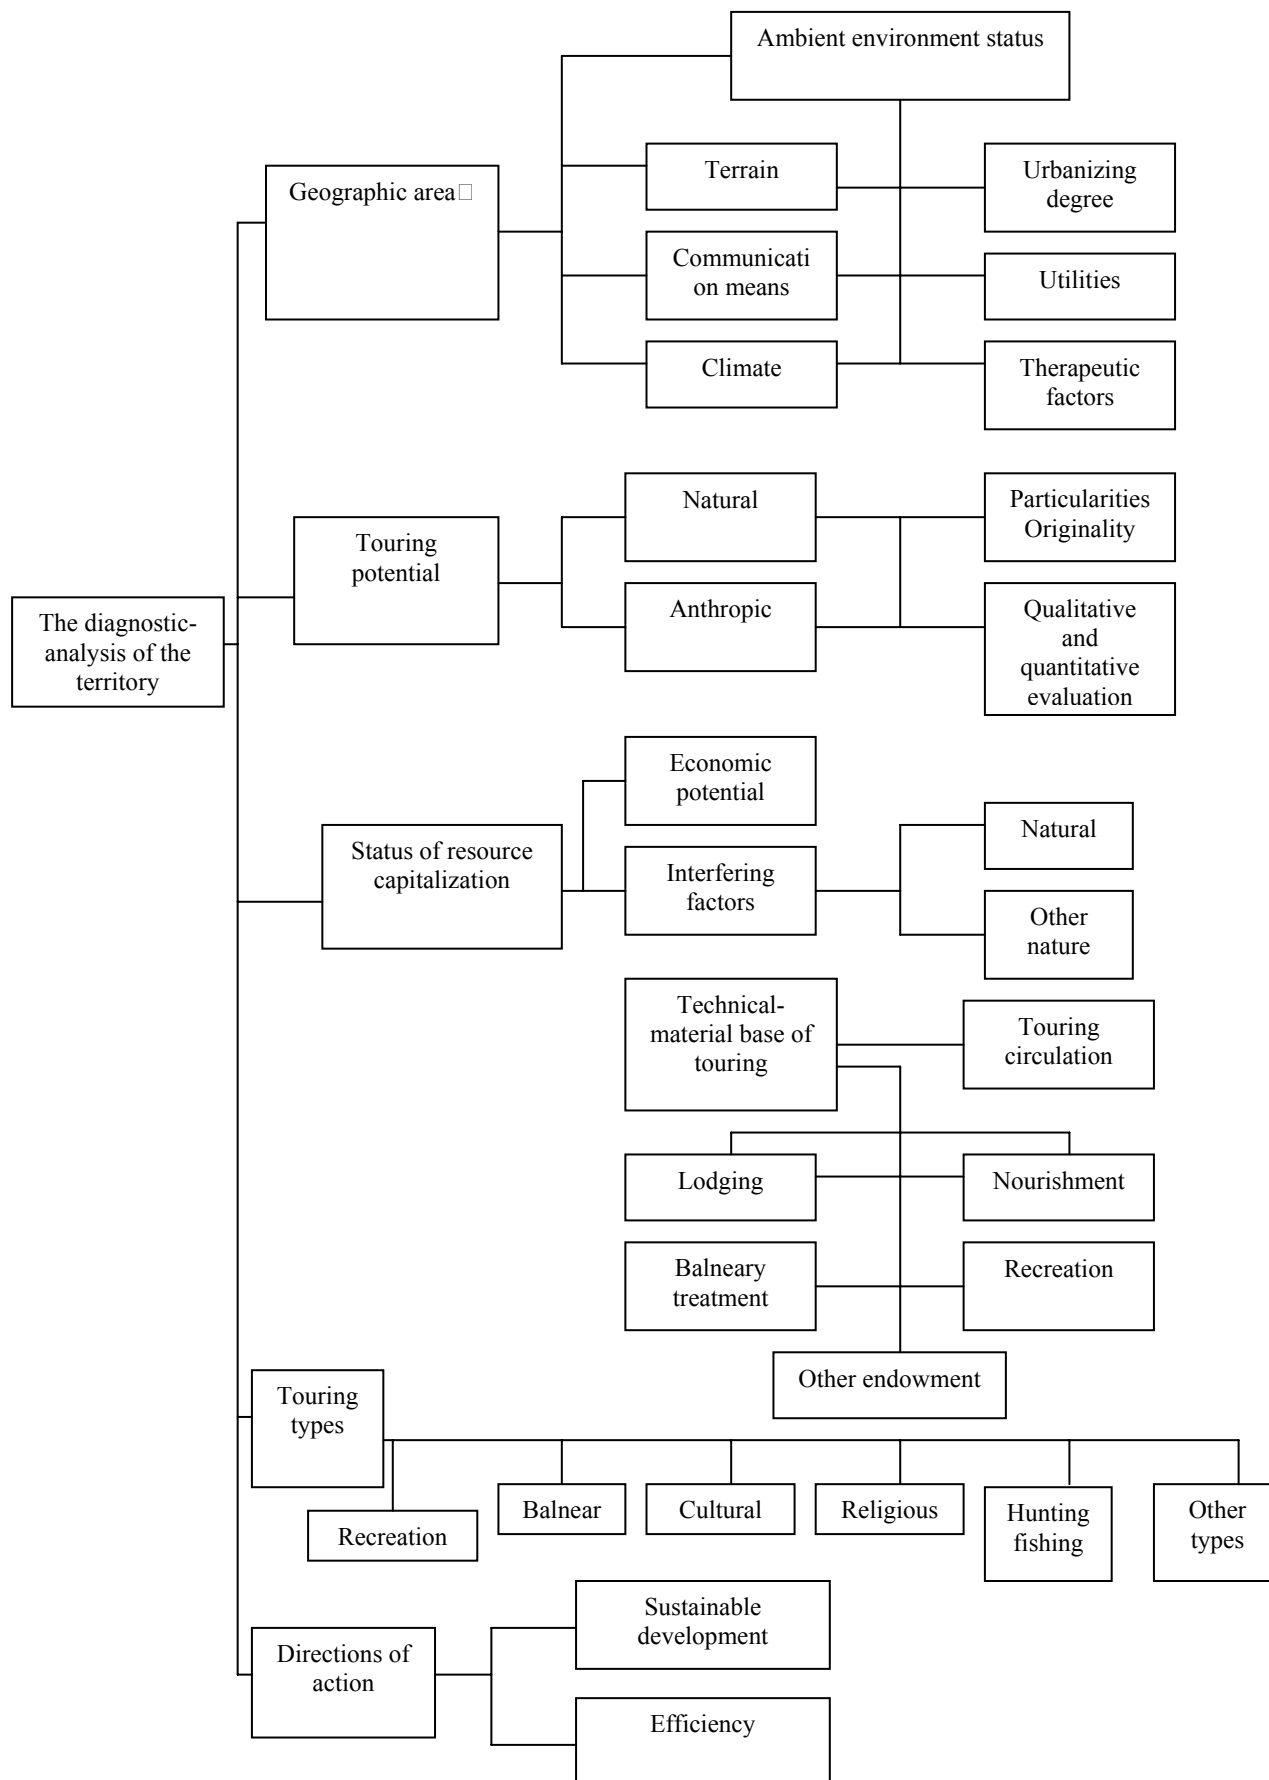 Ambient environment status
Geographic area□
Terrain
Urbanizing
degree
Communicati
on means
Utilities
Climate
Therapeutic
factors
Touring
potential
Natural
Particularities
Originality
Anthropic
Qualitative
and
quantitative
evaluation
The diagnostic-
analysis of the
territory
Economic
potential
Status of resource
capitalization
Interfering
factors
Natural
Other
nature
Technical-
material base of
touring
Touring
circulation
Lodging
Nourishment
Balneary
treatment
Recreation
Other endowment
Touring
types
Recreation
Balnear
Cultural
Religious
Hunting
fishing
Other
types
Directions of
action
Sustainable
development
Efficiency